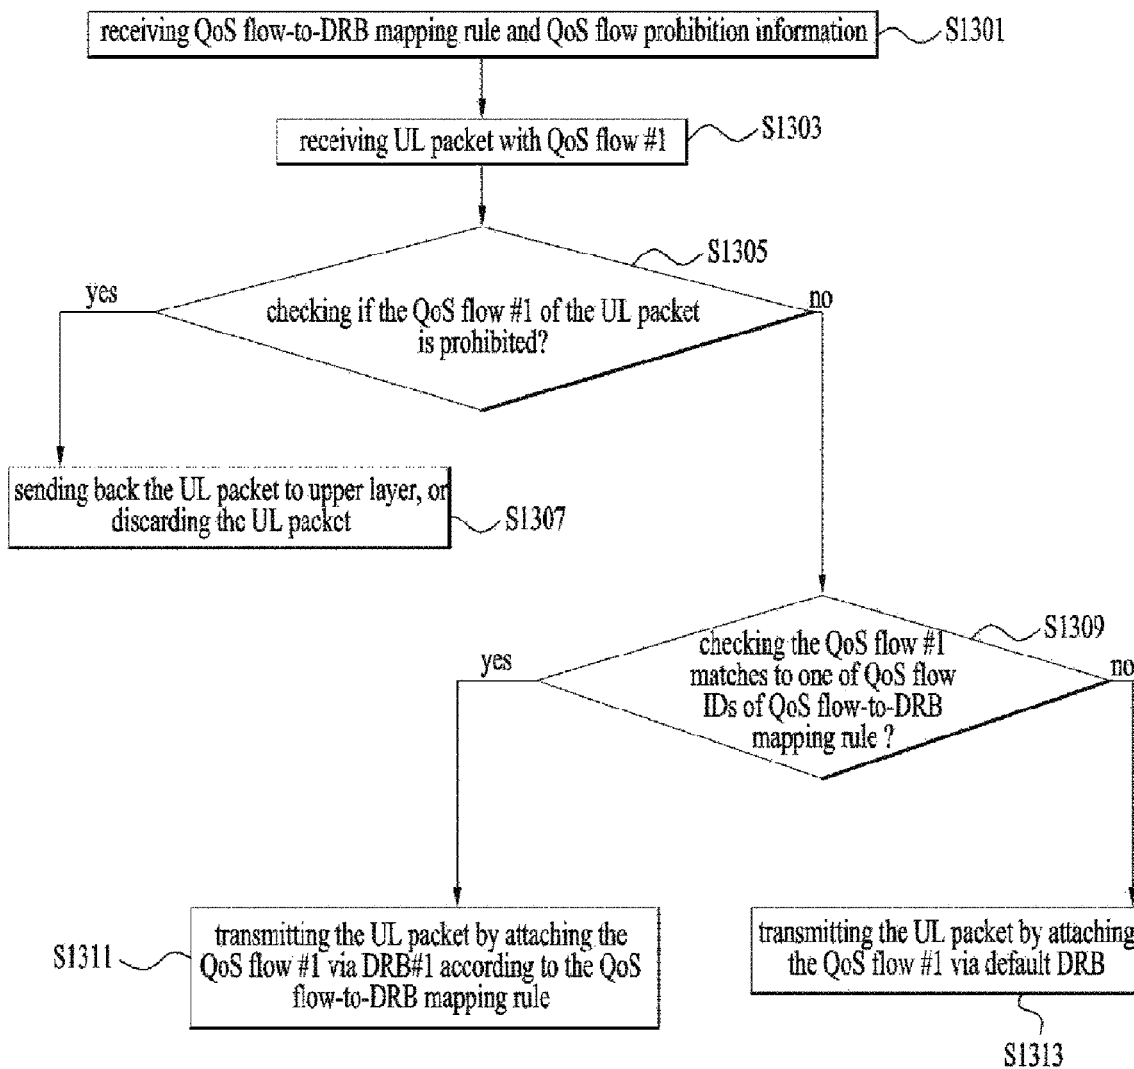 receiving QoS flow-to-DRB mapping rule and QoS flow prohibition information
S1301
receiving UL packet with QoS flow #1
S1303
S1305
yes
no
checking if the QoS flow #1 of the UL packet
is prohibited?
sending back the UL packet to upper layer, or
discarding the UL packet
S1307
S1309
yes
no
checking the QoS flow #1
matches to one of QoS flow
IDs of QoS flow-to-DRB
mapping rule ?
S1311
transmitting the UL packet by attaching the
QoS flow #1 via DRB#1 according to the QoS
flow-to-DRB mapping rule
transmitting the UL packet by attaching
the QoS flow #1 via default DRB
S1313